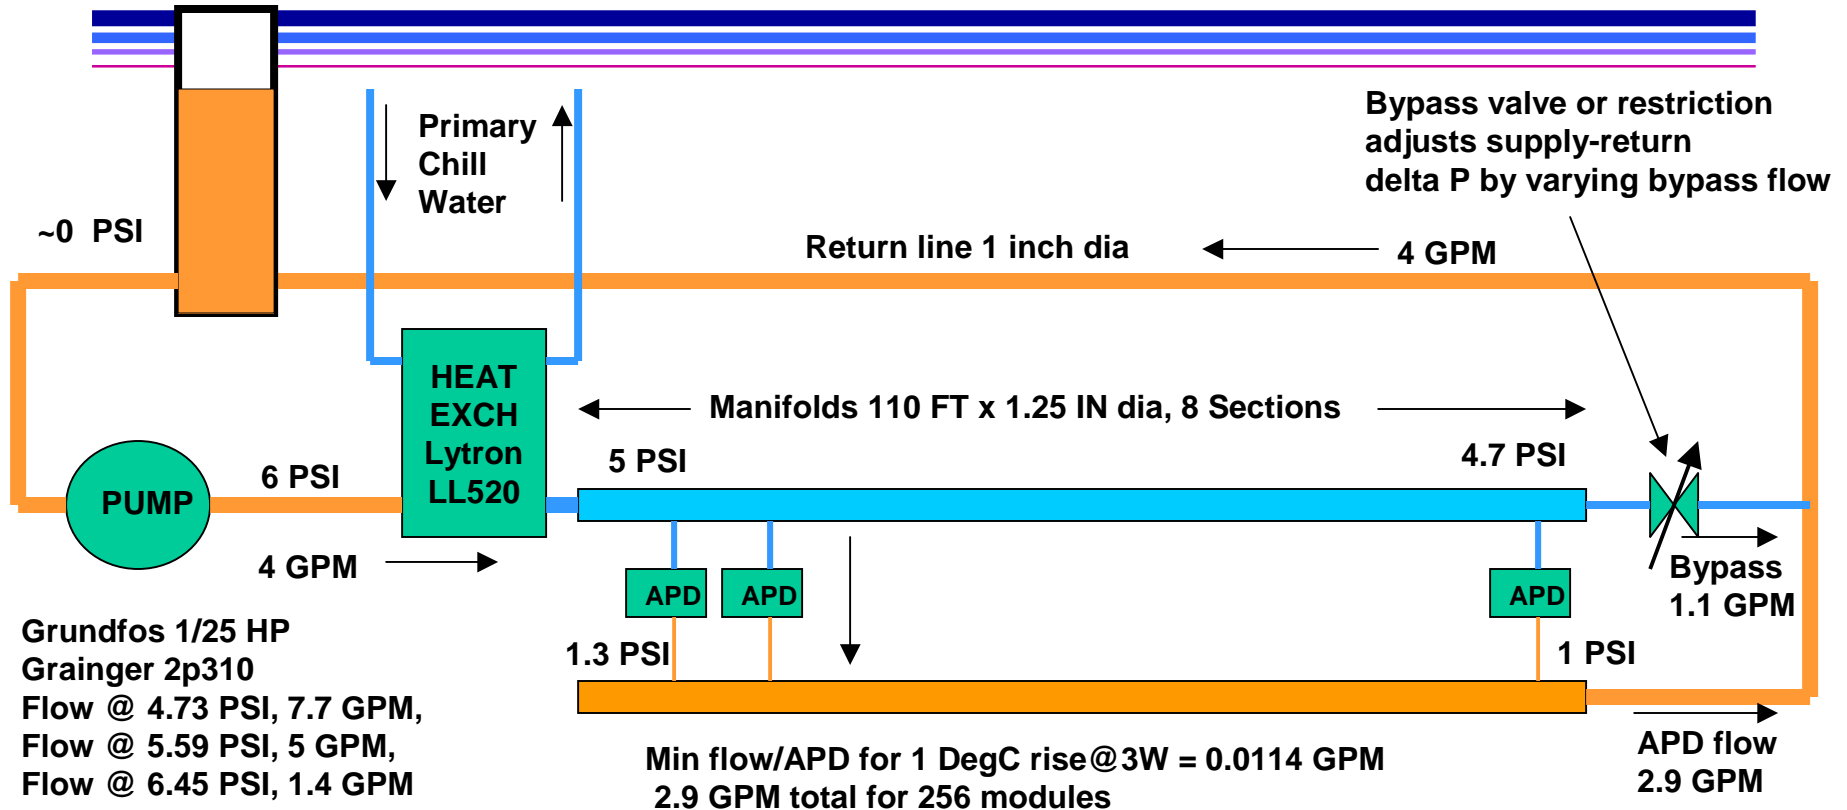 Bypass valve or restriction
adjusts supply-return
delta P by varying bypass flow
Primary
Chill
Water
~0 PSI
Return line 1 inch dia
4 GPM
HEAT
EXCH
Lytron
LL520
Manifolds 110 FT x 1.25 IN dia, 8 Sections
5 PSI
4.7 PSI
6 PSI
PUMP
4 GPM
Bypass
1.1 GPM
APD
APD
APD
1.3 PSI
1 PSI
Grundfos 1/25 HP
Grainger 2p310
Flow @ 4.73 PSI, 7.7 GPM,
Flow @ 5.59 PSI, 5 GPM,
Flow @ 6.45 PSI, 1.4 GPM
Min flow/APD for 1 DegC rise@3W = 0.0114 GPM
2.9 GPM total for 256 modules
APD flow
2.9 GPM